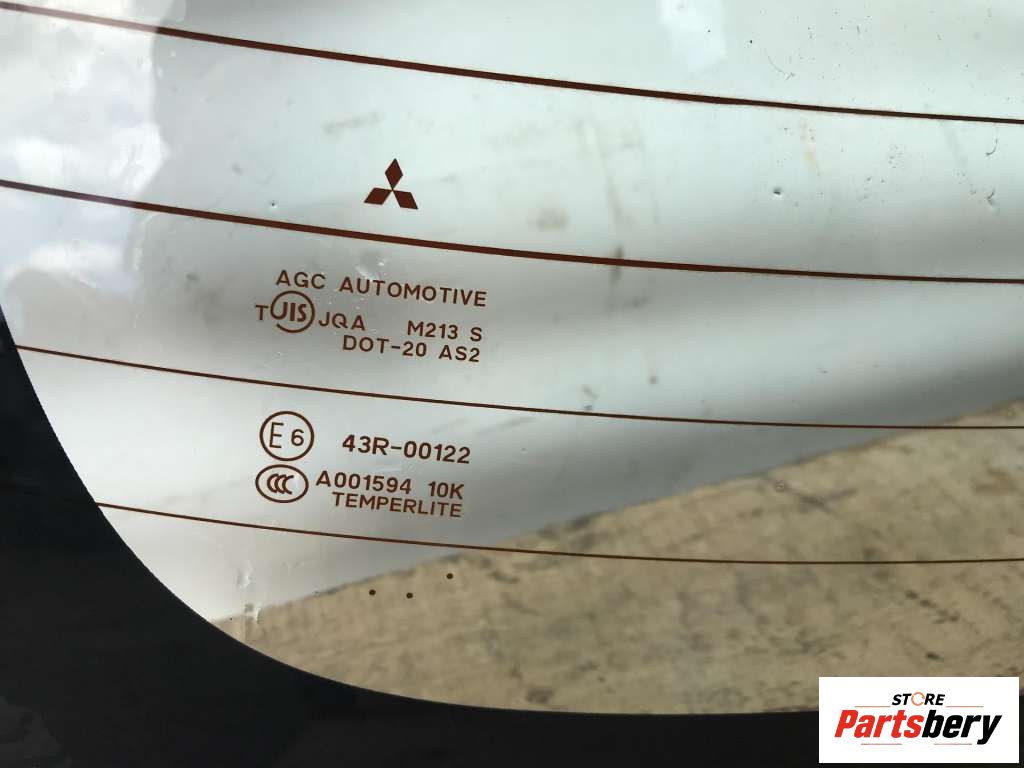 AGC AUTOMOTIVE
T JIS JQA M213 S
DOT-20 AS2
E6 43R-00122
CCC A001594 10K
TEMPERLITE
STORE
Partsbery